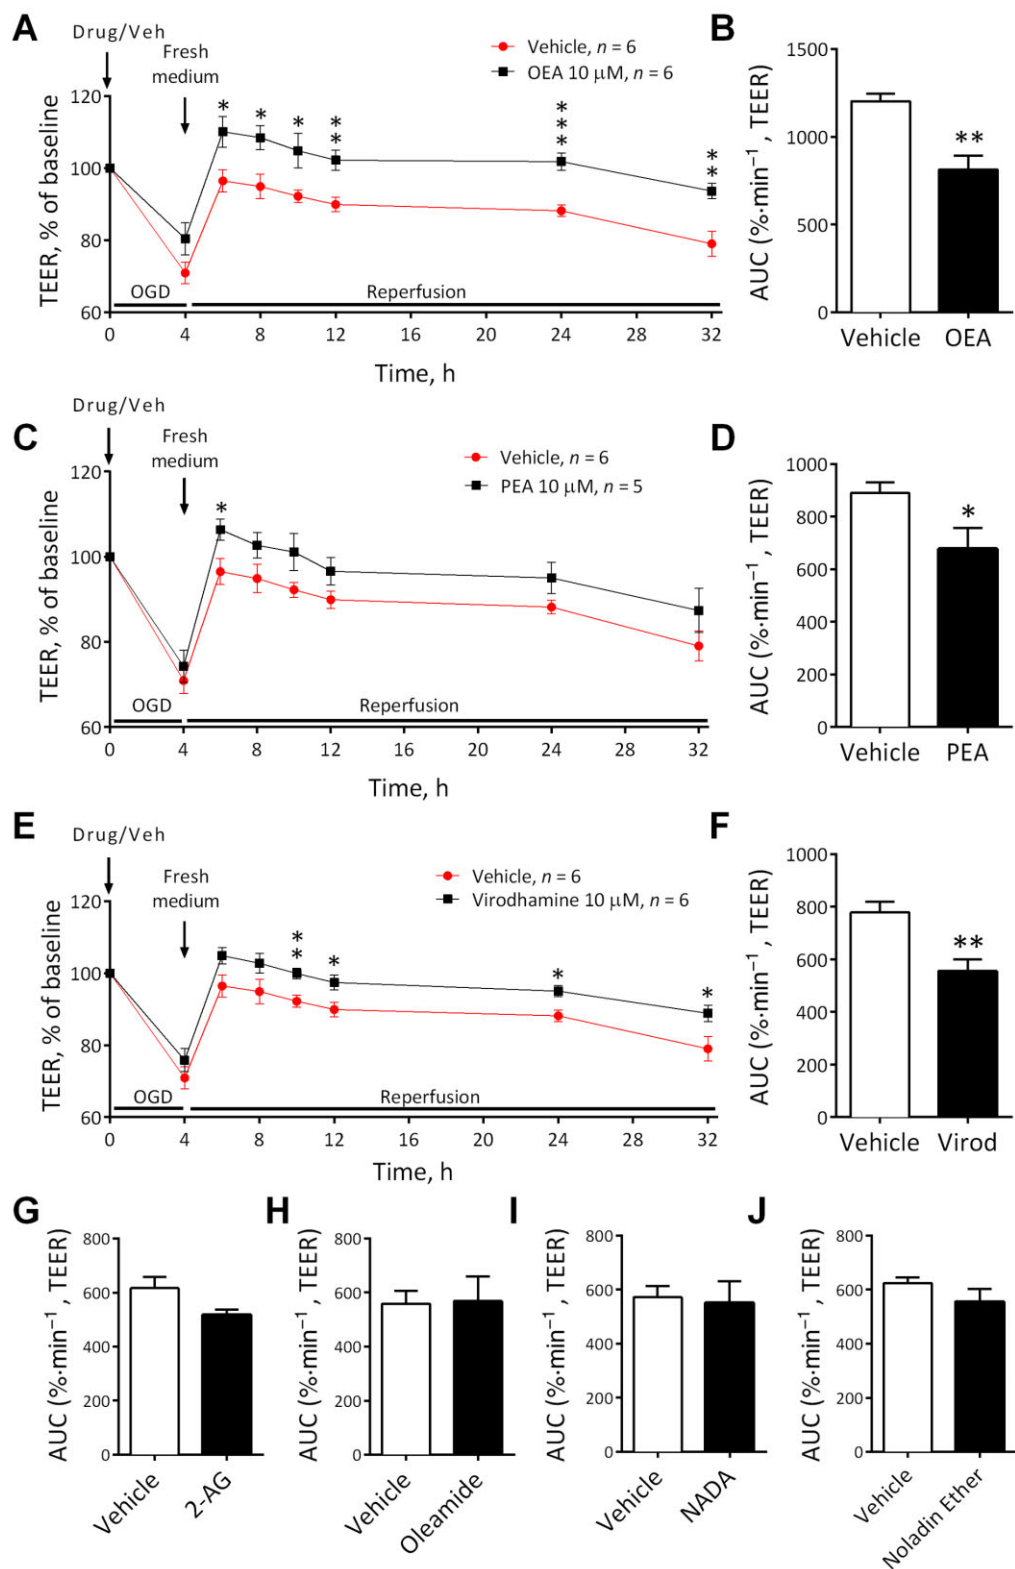 A
Drug/Veh
Fresh
medium
Vehicle, n = 6
OEA 10 μM, n = 6
TEER, % of baseline
120
100
80
60
* * * ** *** **
OGD
Reperfusion
0 4 8 12 16 20 24 28 32
Time, h
B
AUC (%·min⁻¹ , TEER)
1500
1000
500
0
**
Vehicle OEA
C
Drug/Veh
Fresh
medium
Vehicle, n = 6
PEA 10 μM, n = 5
TEER, % of baseline
120
100
80
60
*
OGD
Reperfusion
0 4 8 12 16 20 24 28 32
Time, h
D
AUC (%·min⁻¹ , TEER)
1000
800
600
400
200
0
*
Vehicle PEA
E
Drug/Veh
Fresh
medium
Vehicle, n = 6
Virodhamine 10 μM, n = 6
TEER, % of baseline
120
100
80
60
** * * *
OGD
Reperfusion
0 4 8 12 16 20 24 28 32
Time, h
F
AUC (%·min⁻¹ , TEER)
1000
800
600
400
200
0
**
Vehicle Virod
G
AUC (%·min⁻¹ , TEER)
800
600
400
200
0
Vehicle
2-AG
H
AUC (%·min⁻¹ , TEER)
800
600
400
200
0
Vehicle
Oleamide
I
AUC (%·min⁻¹ , TEER)
800
600
400
200
0
Vehicle
NADA
J
AUC (%·min⁻¹ , TEER)
800
600
400
200
0
Vehicle
Noladin Ether